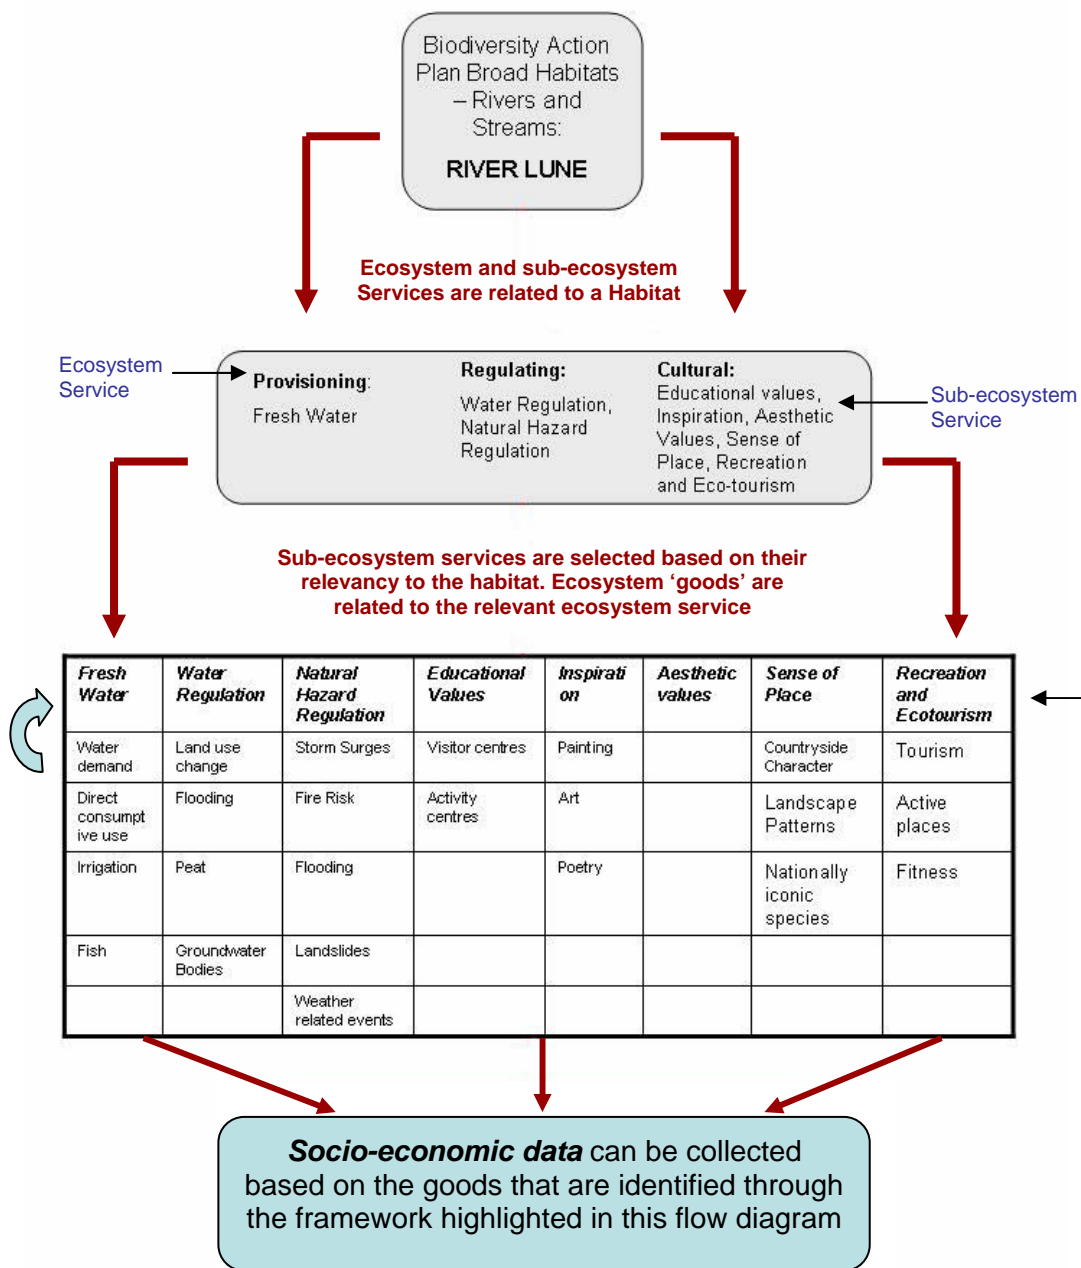 Biodiversity Action
Plan Broad Habitats
– Rivers and
Streams:
RIVER LUNE
Ecosystem and sub-ecosystem
Services are related to a Habitat
Ecosystem
Service
Provisioning:
Fresh Water
Regulating:
Water Regulation,
Natural Hazard
Regulation
Cultural:
Educational values,
Inspiration, Aesthetic
Values, Sense of
Place, Recreation
and Eco-tourism
Sub-ecosystem
Service
Sub-ecosystem services are selected based on their
relevancy to the habitat. Ecosystem ‘goods’ are
related to the relevant ecosystem service
Fresh
Water
Water
Regulation
Natural
Hazard
Regulation
Educational
Values
Inspirati
on
Aesthetic
values
Sense of
Place
Recreation
and
Ecotourism
Water
demand
Land use
change
Storm Surges
Visitor centres
Painting
Countryside
Character
Tourism
Direct
consumpt
ive use
Flooding
Fire Risk
Activity
centres
Art
Landscape
Patterns
Active
places
Irrigation
Peat
Flooding
Poetry
Nationally
iconic
species
Fitness
Fish
Groundwater
Bodies
Landslides
Weather
related events
Socio-economic data can be collected
based on the goods that are identified through
the framework highlighted in this flow diagram